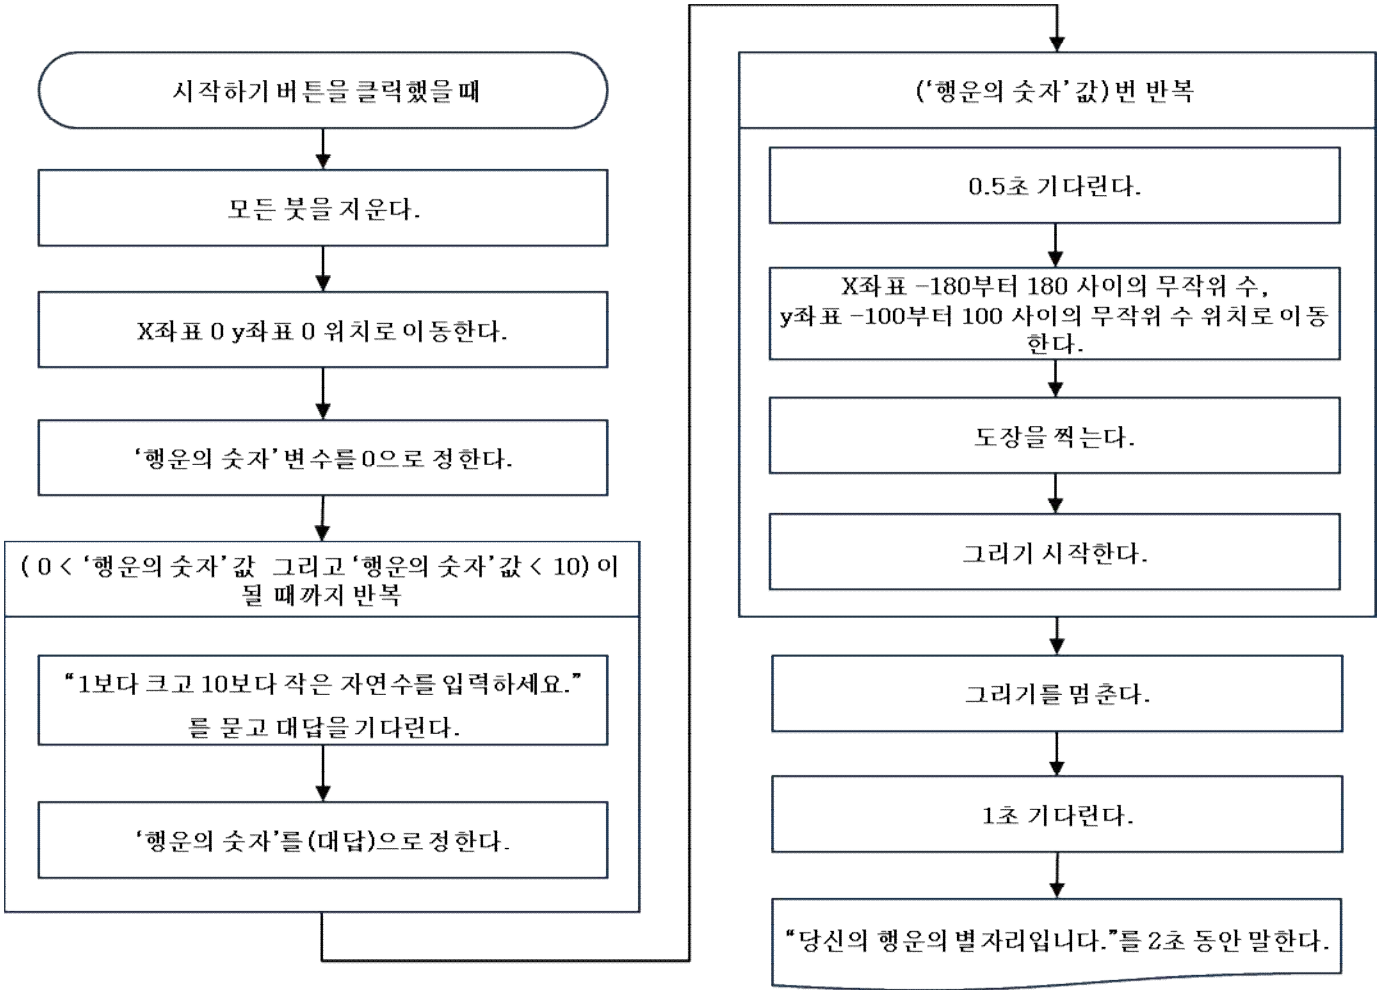 시작하기 버튼을 클릭했을 때
모든 붓을 지운다.
X좌표 0 y좌표 0 위치로 이동한다.
‘행운의 숫자’ 변수를 0으로 정한다.
( 0 < ‘행운의 숫자’ 값 그리고 ‘행운의 숫자’ 값 < 10) 이
될 때까지 반복
“1보다 크고 10보다 작은 자연수를 입력하세요.”
를 묻고 대답을 기다린다.
‘행운의 숫자’를 (대답)으로 정한다.
(‘행운의 숫자’ 값) 번 반복
0.5초 기다린다.
X좌표 -180부터 180 사이의 무작위 수,
y좌표 -100부터 100 사이의 무작위 수 위치로 이동
한다.
도장을 찍는다.
그리기 시작한다.
그리기를 멈춘다.
1초 기다린다.
“당신의 행운의 별자리입니다.”를 2초 동안 말한다.